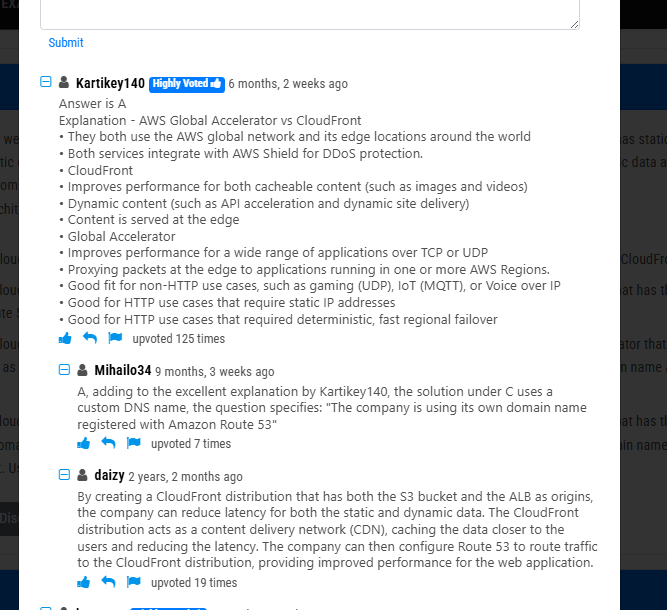 Submit
Kartikey140 Highly Voted 6 months, 2 weeks ago
Answer is A
Explanation - AWS Global Accelerator vs CloudFront
• They both use the AWS global network and its edge locations around the world
• Both services integrate with AWS Shield for DDoS protection.
• CloudFront
• Improves performance for both cacheable content (such as images and videos)
• Dynamic content (such as API acceleration and dynamic site delivery)
• Content is served at the edge
• Global Accelerator
• Improves performance for a wide range of applications over TCP or UDP
• Proxying packets at the edge to applications running in one or more AWS Regions.
• Good fit for non-HTTP use cases, such as gaming (UDP), IoT (MQTT), or Voice over IP
• Good for HTTP use cases that require static IP addresses
• Good for HTTP use cases that required deterministic, fast regional failover
upvoted 125 times
Mihailo34 9 months, 3 weeks ago
A, adding to the excellent explanation by Kartikey140, the solution under C uses a
custom DNS name, the question specifies: "The company is using its own domain name
registered with Amazon Route 53"
upvoted 7 times
daizy 2 years, 2 months ago
By creating a CloudFront distribution that has both the S3 bucket and the ALB as origins,
the company can reduce latency for both the static and dynamic data. The CloudFront
distribution acts as a content delivery network (CDN), caching the data closer to the
users and reducing the latency. The company can then configure Route 53 to route traffic
to the CloudFront distribution, providing improved performance for the web application.
upvoted 19 times